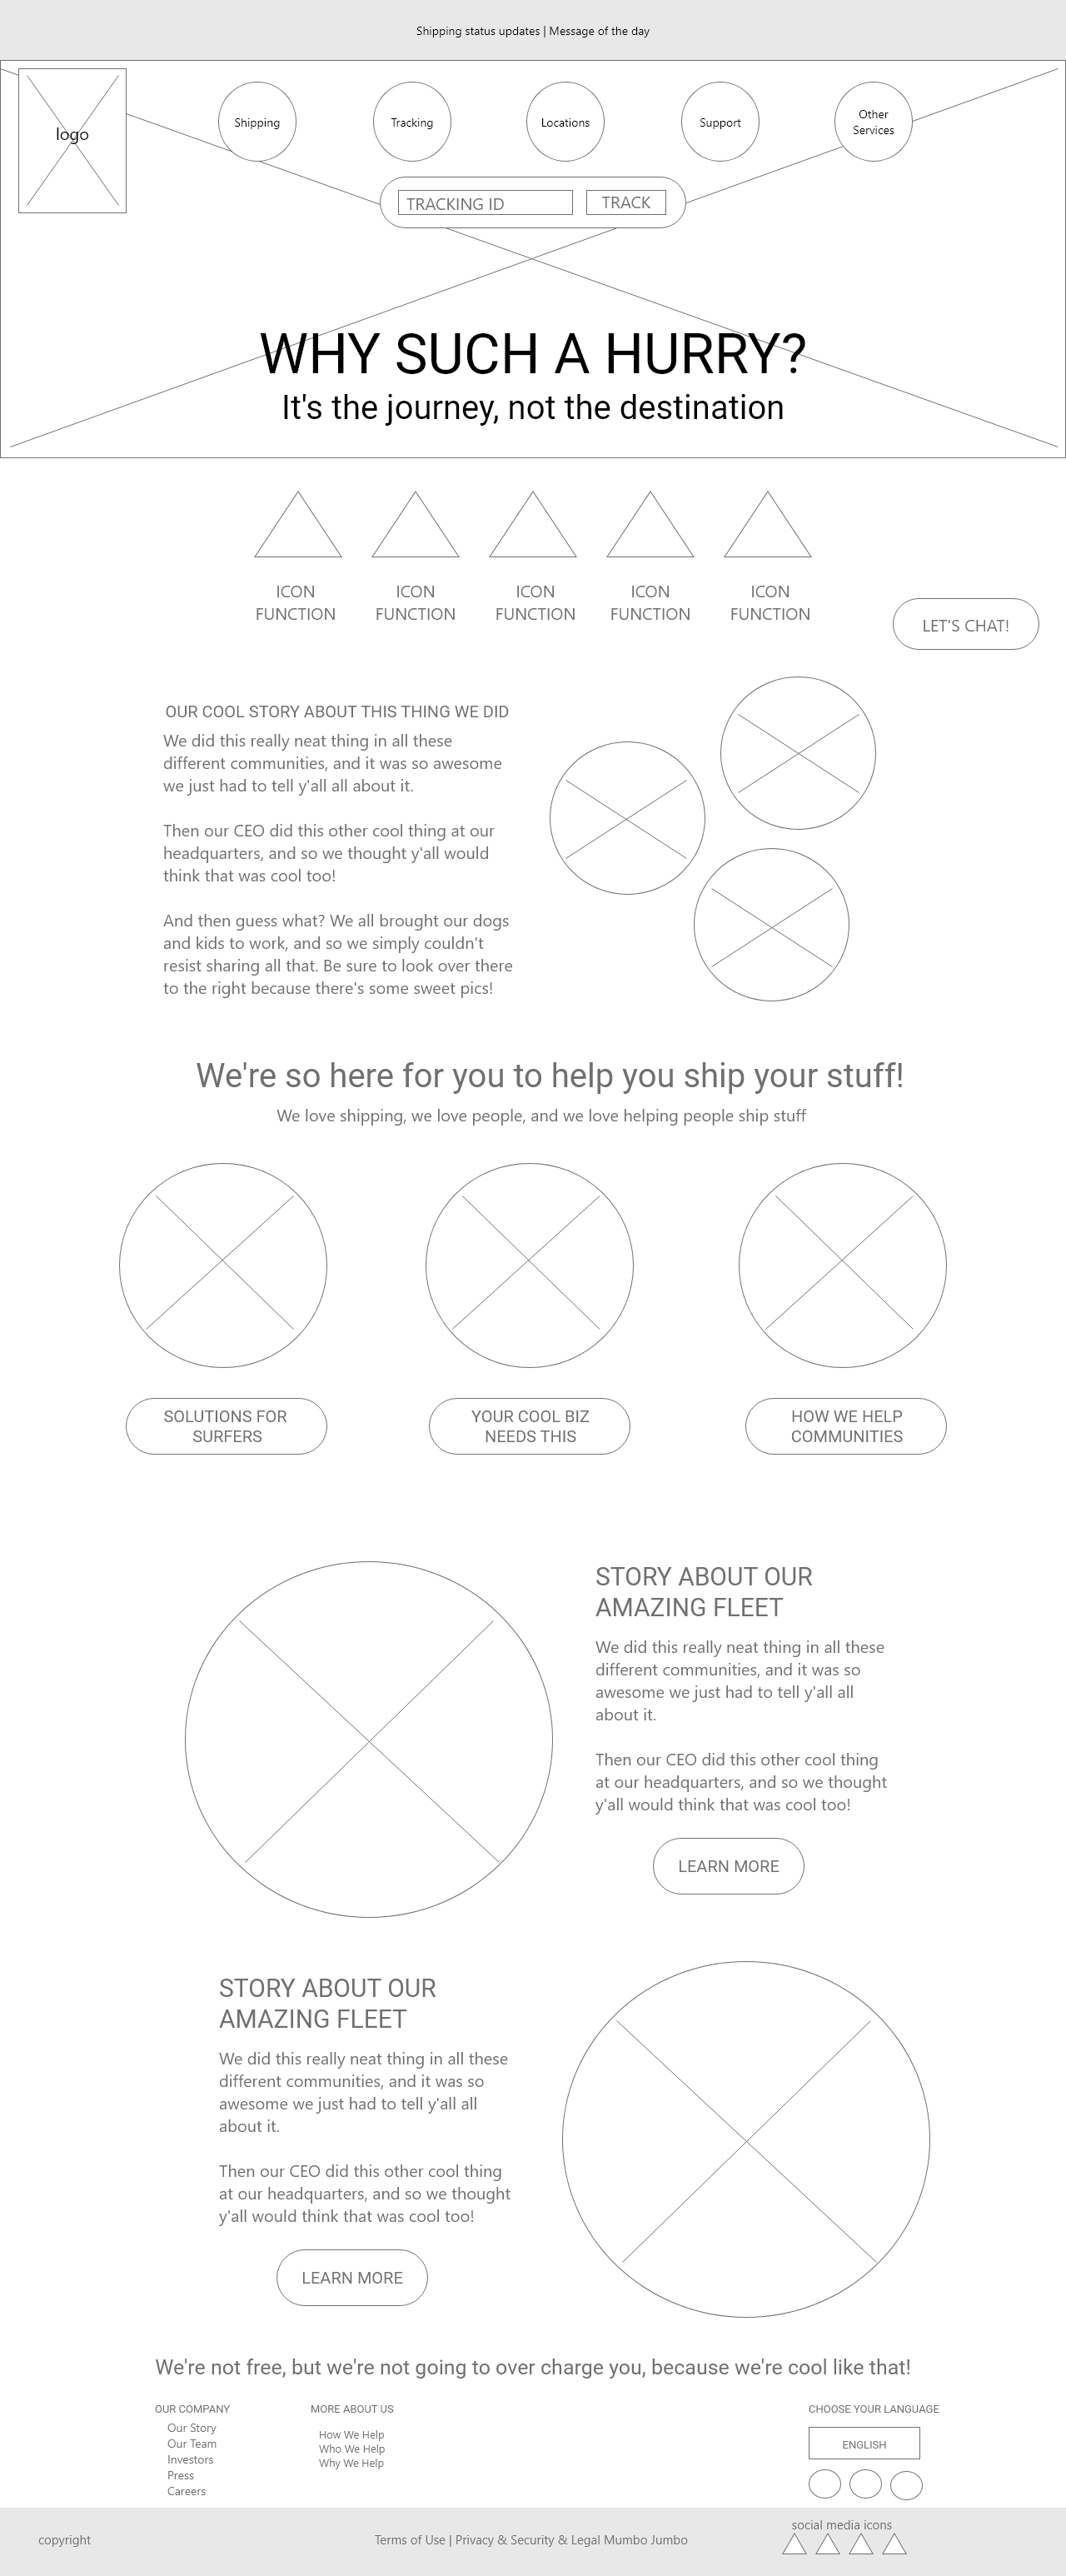 Shipping status updates | Message of the day
logo
Shipping
Tracking
Locations
Support
Other
Services
TRACKING ID
TRACK
WHY SUCH A HURRY?
It's the journey, not the destination
ICON
FUNCTION
ICON
FUNCTION
ICON
FUNCTION
ICON
FUNCTION
ICON
FUNCTION
LET'S CHAT!
OUR COOL STORY ABOUT THIS THING WE DID
We did this really neat thing in all these
different communities, and it was so awesome
we just had to tell y'all all about it.
Then our CEO did this other cool thing at our
headquarters, and so we thought y'all would
think that was cool too!
And then guess what? We all brought our dogs
and kids to work, and so we simply couldn't
resist sharing all that. Be sure to look over there
to the right because there's some sweet pics!
We're so here for you to help you ship your stuff!
We love shipping, we love people, and we love helping people ship stuff
SOLUTIONS FOR
SURFERS
YOUR COOL BIZ
NEEDS THIS
HOW WE HELP
COMMUNITIES
STORY ABOUT OUR
AMAZING FLEET
We did this really neat thing in all these
different communities, and it was so
awesome we just had to tell y'all all
about it.
Then our CEO did this other cool thing
at our headquarters, and so we thought
y'all would think that was cool too!
LEARN MORE
STORY ABOUT OUR
AMAZING FLEET
We did this really neat thing in all these
different communities, and it was so
awesome we just had to tell y'all all
about it.
Then our CEO did this other cool thing
at our headquarters, and so we thought
y'all would think that was cool too!
LEARN MORE
We're not free, but we're not going to over charge you, because we're cool like that!
OUR COMPANY
Our Story
Our Team
Investors
Press
Careers
MORE ABOUT US
How We Help
Who We Help
Why We Help
CHOOSE YOUR LANGUAGE
ENGLISH
copyright
Terms of Use | Privacy & Security & Legal Mumbo Jumbo
social media icons